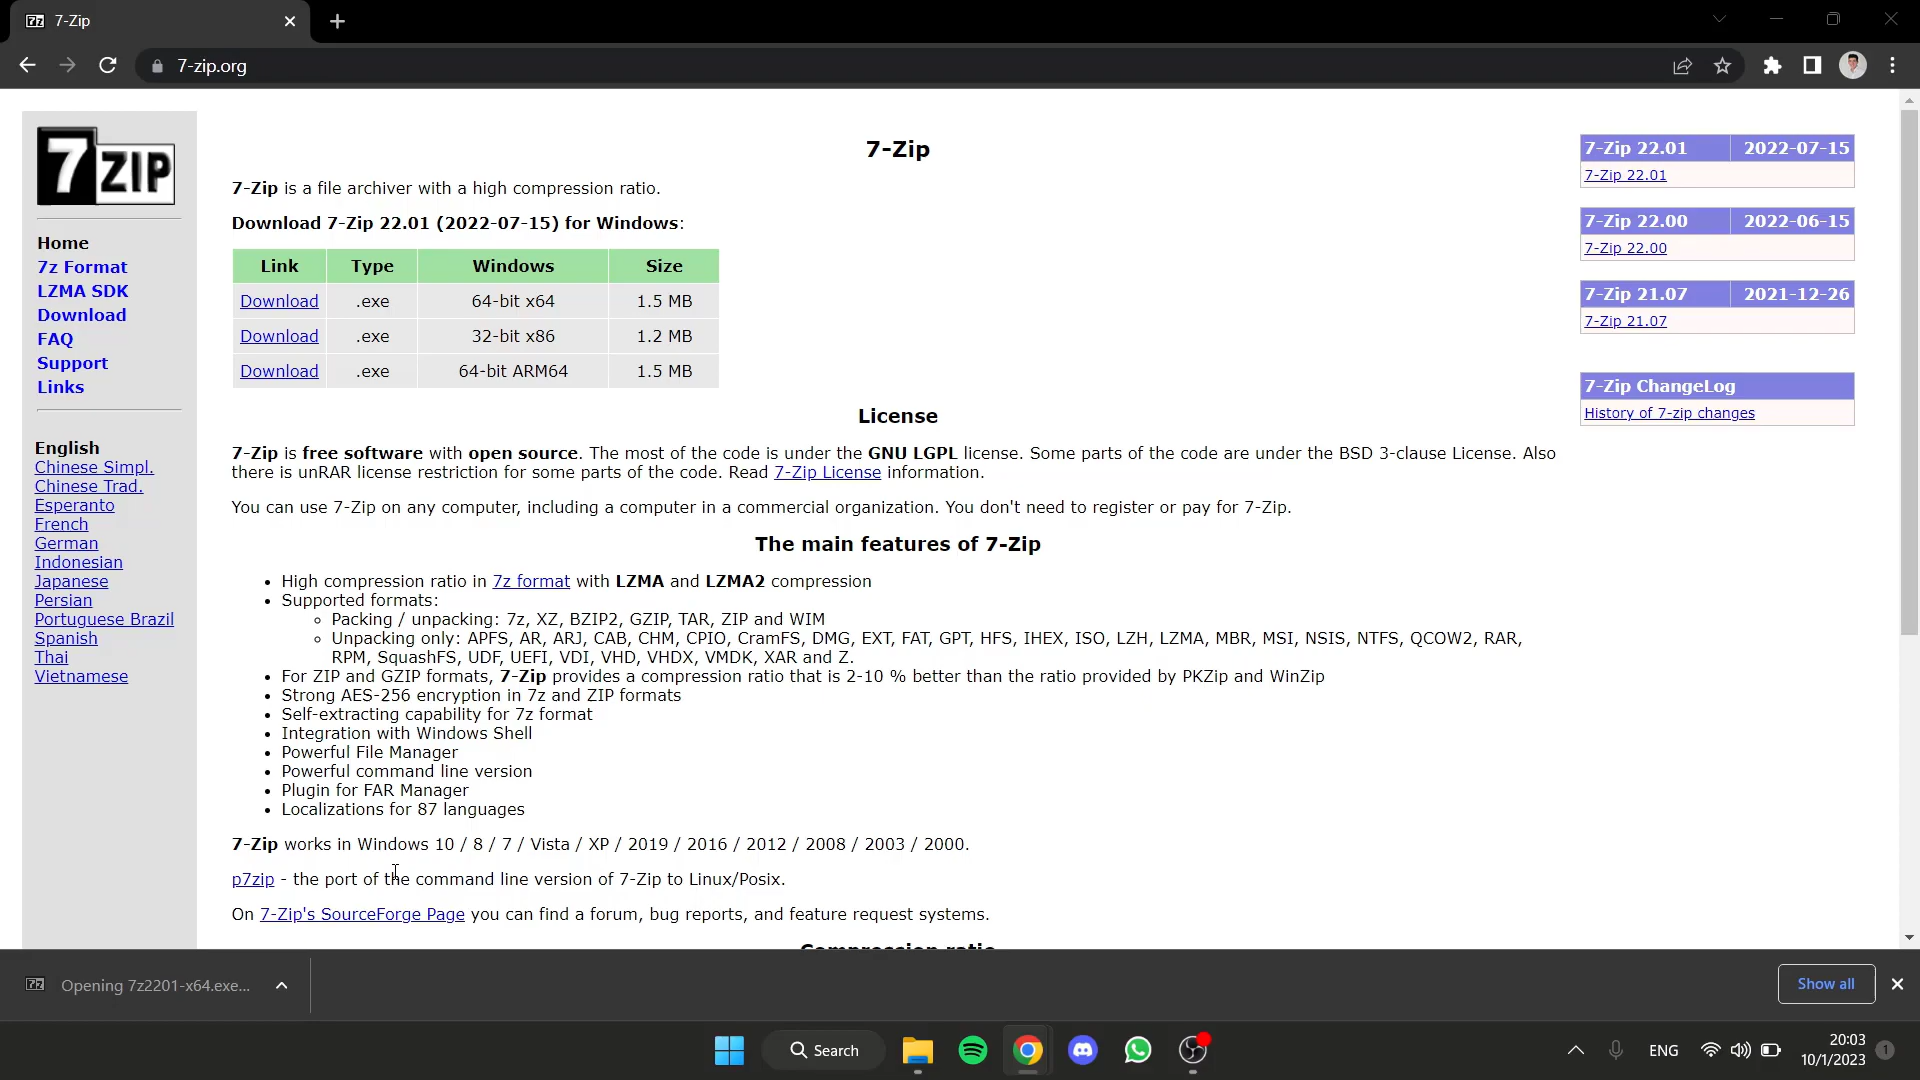 7-Zip
7-zip.org
7ZIP
Home
7z Format
LZMA SDK
Download
FAQ
Support
Links
English
Chinese Simpl.
Chinese Trad.
Esperanto
French
German
Indonesian
Japanese
Persian
Portuguese Brazil
Spanish
Thai
Vietnamese
7-Zip
7-Zip is a file archiver with a high compression ratio.
Download 7-Zip 22.01 (2022-07-15) for Windows:
Link Type Windows Size
Download .exe 64-bit x64 1.5 MB
Download .exe 32-bit x86 1.2 MB
Download .exe 64-bit ARM64 1.5 MB
License
7-Zip is free software with open source. The most of the code is under the GNU LGPL license. Some parts of the code are under the BSD 3-clause License. Also
there is unRAR license restriction for some parts of the code. Read 7-Zip License information.
You can use 7-Zip on any computer, including a computer in a commercial organization. You don't need to register or pay for 7-Zip.
The main features of 7-Zip
• High compression ratio in 7z format with LZMA and LZMA2 compression
• Supported formats:
Packing / unpacking: 7z, XZ, BZIP2, GZIP, TAR, ZIP and WIM
Unpacking only: APFS, AR, ARJ, CAB, CHM, CPIO, CramFS, DMG, EXT, FAT, GPT, HFS, IHEX, ISO, LZH, LZMA, MBR, MSI, NSIS, NTFS, QCOW2, RAR,
RPM, SquashFS, UDF, UEFI, VDI, VHD, VHDX, VMDK, XAR and Z.
• For ZIP and GZIP formats, 7-Zip provides a compression ratio that is 2-10 % better than the ratio provided by PKZip and WinZip
• Strong AES-256 encryption in 7z and ZIP formats
• Self-extracting capability for 7z format
• Integration with Windows Shell
• Powerful File Manager
• Powerful command line version
• Plugin for FAR Manager
• Localizations for 87 languages
7-Zip works in Windows 10 / 8 / 7 / Vista / XP / 2019 / 2016 / 2012 / 2008 / 2003 / 2000.
p7zip - the port of the command line version of 7-Zip to Linux/Posix.
On 7-Zip's SourceForge Page you can find a forum, bug reports, and feature request systems.
Compression ratio
7-Zip 22.01 2022-07-15
7-Zip 22.01
7-Zip 22.00 2022-06-15
7-Zip 22.00
7-Zip 21.07 2021-12-26
7-Zip 21.07
7-Zip ChangeLog
History of 7-zip changes
Opening 7z2201-x64.exe...
Show all
Search
ENG
20:03
10/1/2023
1